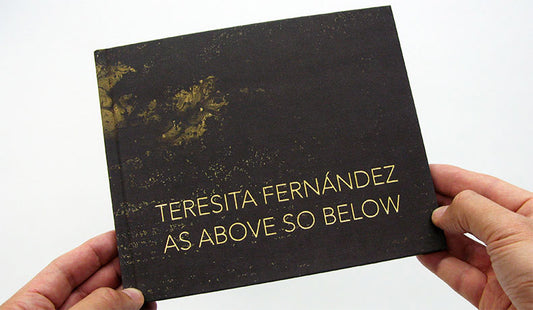 TERESITA FERNÁNDEZ
AS ABOVE SO BELOW